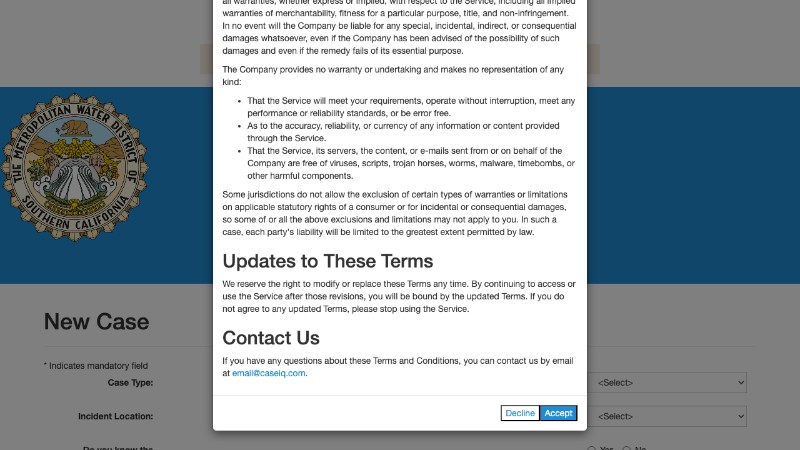 all warranties, whether express or implied, with respect to the Service, including all implied
warranties of merchantability, fitness for a particular purpose, title, and non-infringement.
In no event will the Company be liable for any special, incidental, indirect, or consequential
damages whatsoever, even if the Company has been advised of the possibility of such
damages and even if the remedy fails of its essential purpose.
The Company provides no warranty or undertaking and makes no representation of any
kind:
• That the Service will meet your requirements, operate without interruption, meet any
performance or reliability standards, or be error free.
• As to the accuracy, reliability, or currency of any information or content provided
through the Service.
• That the Service, its servers, the content, or e-mails sent from or on behalf of the
Company are free of viruses, scripts, trojan horses, worms, malware, timebombs, or
other harmful components.
Some jurisdictions do not allow the exclusion of certain types of warranties or limitations
on applicable statutory rights of a consumer or for incidental or consequential damages,
so some of or all the above exclusions and limitations may not apply to you. In such a
case, each party's liability will be limited to the greatest extent permitted by law.
Updates to These Terms
We reserve the right to modify or replace these Terms any time. By continuing to access or
use the Service after those revisions, you will be bound by the updated Terms. If you do
not agree to any updated Terms, please stop using the Service.
Contact Us
If you have any questions about these Terms and Conditions, you can contact us by email
at email@caseiq.com.
Decline Accept
THE METROPOLITAN WATER DISTRICT OF
SOUTHERN CALIFORNIA
New Case
* Indicates mandatory field
Case Type:
<Select>
Incident Location:
<Select>
Do you know the
Yes No